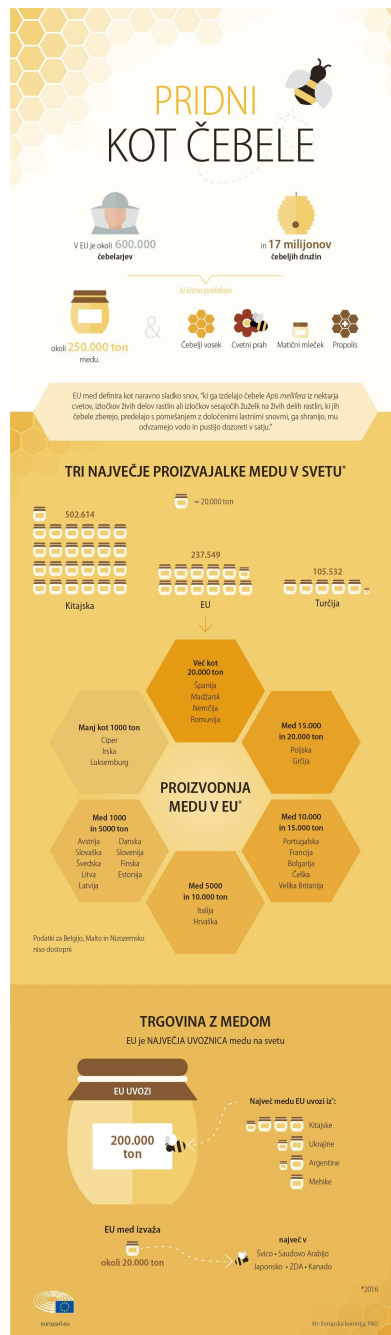 PRIDNI
KOT ČEBELE
V EU je okoli 600.000
čebelarjev
in 17 milijonov
čebeljih družin
ki letno pridelajo
okoli 250.000 ton
medu.
&
Čebelji vosek
Cvetni prah
Matični mleček
Propolis
EU med definira kot naravno sladko snov, "ki ga izdelajo čebele Apis mellifera iz nektarja
cvetov, izločkov živih delov rastlin ali izločkov sesajočih žuželk na živih delih rastlin, ki jih
čebele zberejo, predelajo s pomešanjem z določenimi lastnimi snovmi, ga shranijo, mu
odvzamejo vodo in pustijo dozoreti v satju."
TRI NAJVEČJE PROIZVAJALKE MEDU V SVETU*
= 20.000 ton
502.614
Kitajska
237.549
EU
105.532
Turčija
Več kot
20.000 ton
Španija
Madžarsk
Nemčija
Romunija
Manj kot 1000 ton
Ciper
Irska
Luksemburg
Med 15.000
in 20.000 ton
Poljska
Grčija
PROIZVODNJA
MEDU V EU*
Med 1000
in 5000 ton
Avstrija Danska
Slovaška Slovenija
Švedska Finska
Litva Estonija
Latvija
Med 10.000
in 15.000 ton
Portugalska
Francija
Bolgarija
Češka
Velika Britanija
Med 5000
in 10.000 ton
Italija
Hrvaška
Podatki za Belgijo, Malto in Nizozemsko
niso dostopni
TRGOVINA Z MEDOM
EU je NAJVEČJA UVOZNICA medu na svetu
EU UVOZI
200.000
ton
Največ medu EU uvozi iz*:
Kitajske
Ukrajine
Argentine
Mehike
EU med izvaža
okoli 20.000 ton
največ v
Švico • Saudovo Arabijo
Japonsko • ZDA • Kanado
*2016
europarl.eu
Viri: Evropska komisija, FAO